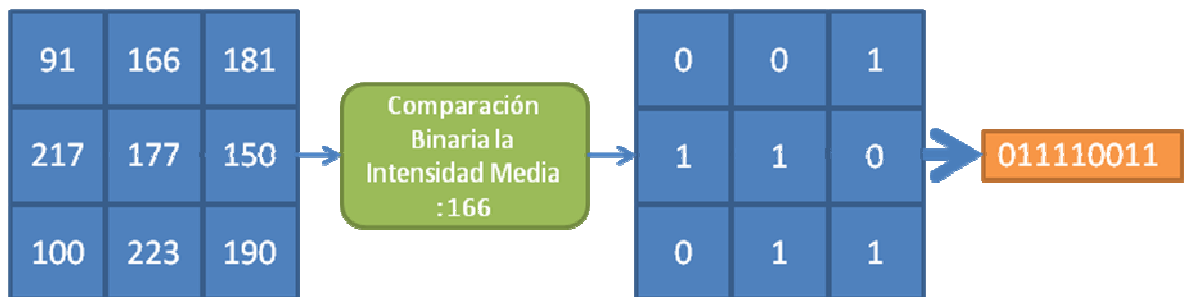 91 166 181
217 177 150
100 223 190
Comparación
Binaria la
Intensidad Media
:166
0 0 1
1 1 0
0 1 1
011110011